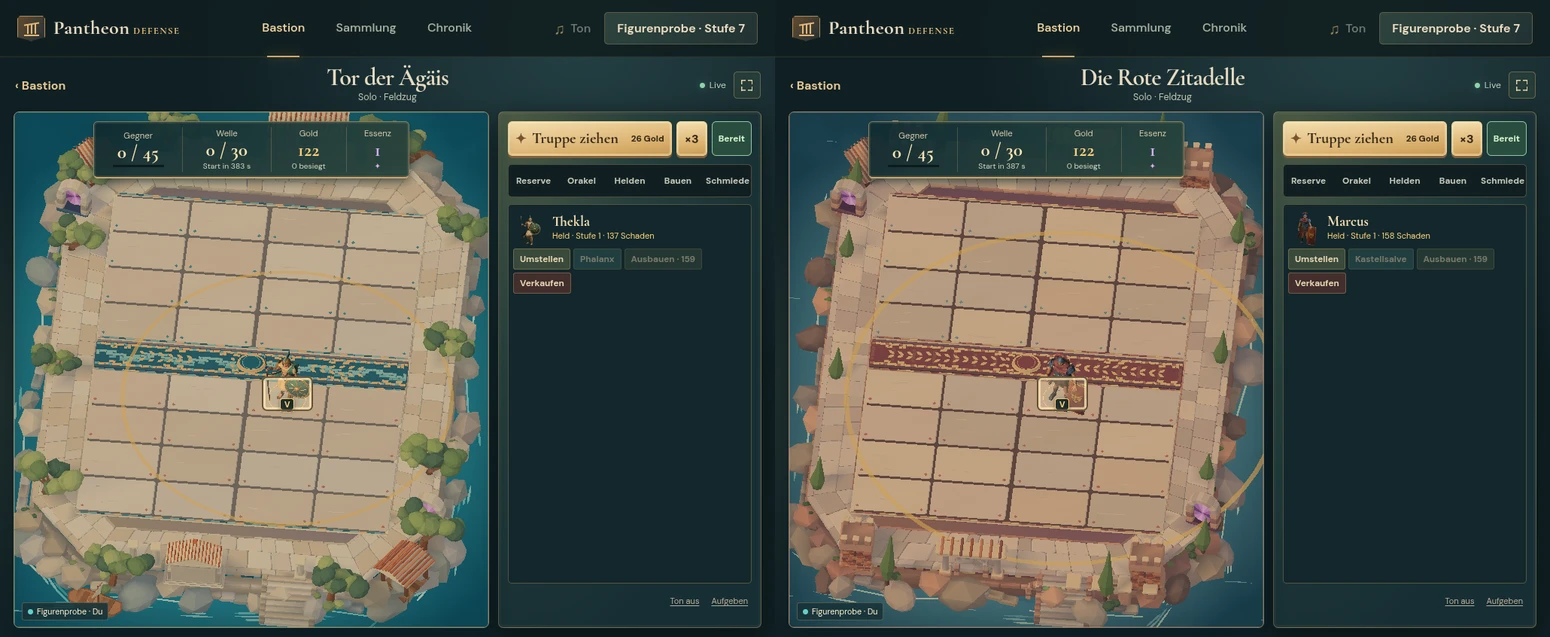 Pantheon DEFENSE
Bastion Sammlung Chronik
♫ Ton
Figurenprobe · Stufe 7
‹ Bastion
Tor der Ägäis
Solo · Feldzug
Live
Gegner Welle Gold Essenz
0 / 45 0 / 30 122 1
Start in 383 s 0 besiegt
V
Figurenprobe · Du
Truppe ziehen 26 Gold ×3 Bereit
Reserve Orakel Helden Bauen Schmiede
Thekla
Held · Stufe 1 · 137 Schaden
Umstellen Phalanx Ausbauen · 159
Verkaufen
Ton aus Aufgeben
Pantheon DEFENSE
Bastion Sammlung Chronik
♫ Ton
Figurenprobe · Stufe 7
‹ Bastion
Die Rote Zitadelle
Solo · Feldzug
Live
Gegner Welle Gold Essenz
0 / 45 0 / 30 122 1
Start in 387 s 0 besiegt
V
Figurenprobe · Du
Truppe ziehen 26 Gold ×3 Bereit
Reserve Orakel Helden Bauen Schmiede
Marcus
Held · Stufe 1 · 158 Schaden
Umstellen Kastellsalve Ausbauen · 159
Verkaufen
Ton aus Aufgeben